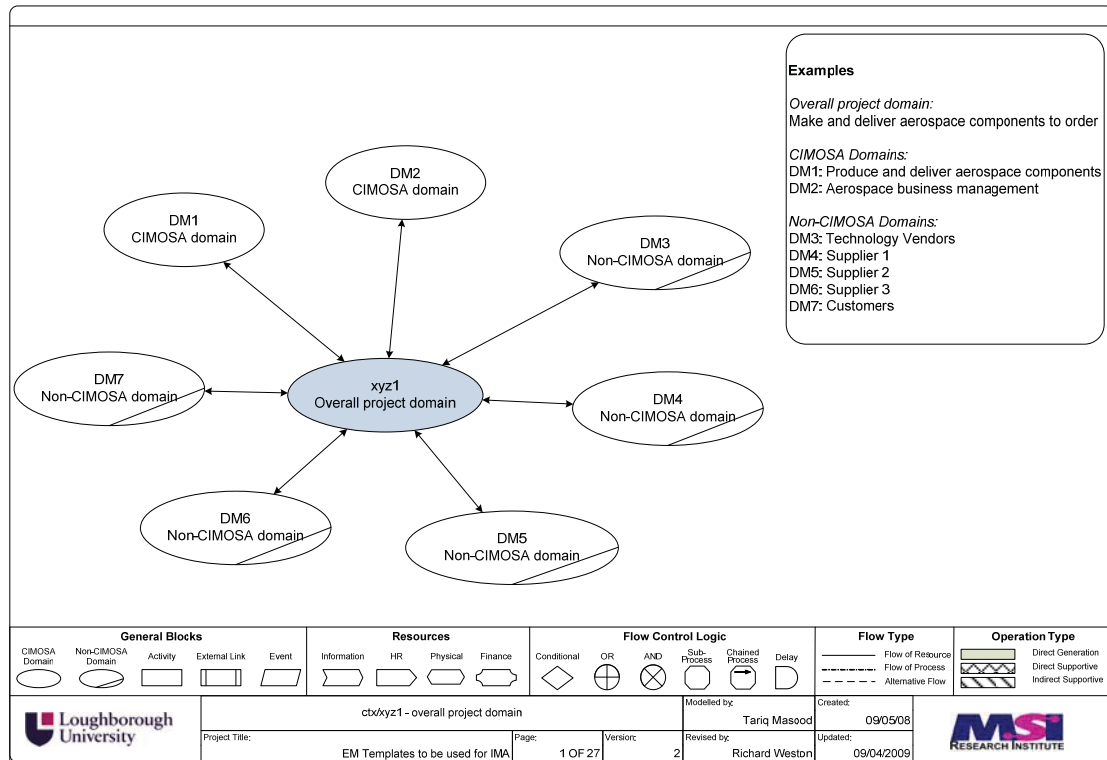 Examples
Overall project domain:
Make and deliver aerospace components to order
CIMOSA Domains:
DM1: Produce and deliver aerospace components
DM2: Aerospace business management
Non-CIMOSA Domains:
DM3: Technology Vendors
DM4: Supplier 1
DM5: Supplier 2
DM6: Supplier 3
DM7: Customers
DM2
CIMOSA domain
DM1
CIMOSA domain
DM3
Non-CIMOSA domain
DM7
Non-CIMOSA domain
xyz1
Overall project domain
DM4
Non-CIMOSA domain
DM6
Non-CIMOSA domain
DM5
Non-CIMOSA domain
General Blocks
CIMOSA
Domain
Non-CIMOSA
Domain
Activity
External Link
Event
Resources
Information
HR
Physical
Finance
Flow Control Logic
Conditional
OR
AND
Sub-
Process
Chained
Process
Delay
Flow Type
Flow of Resource
Flow of Process
Alternative Flow
Operation Type
Direct Generation
Direct Supportive
Indirect Supportive
Loughborough
University
ctx/xyz1 - overall project domain
Modelled by:
Tariq Masood
Created:
09/05/08
Project Title:
EM Templates to be used for IMA
Page:
1 OF 27
Version:
2
Revised by:
Richard Weston
Updated:
09/04/2009
MSI
RESEARCH INSTITUTE